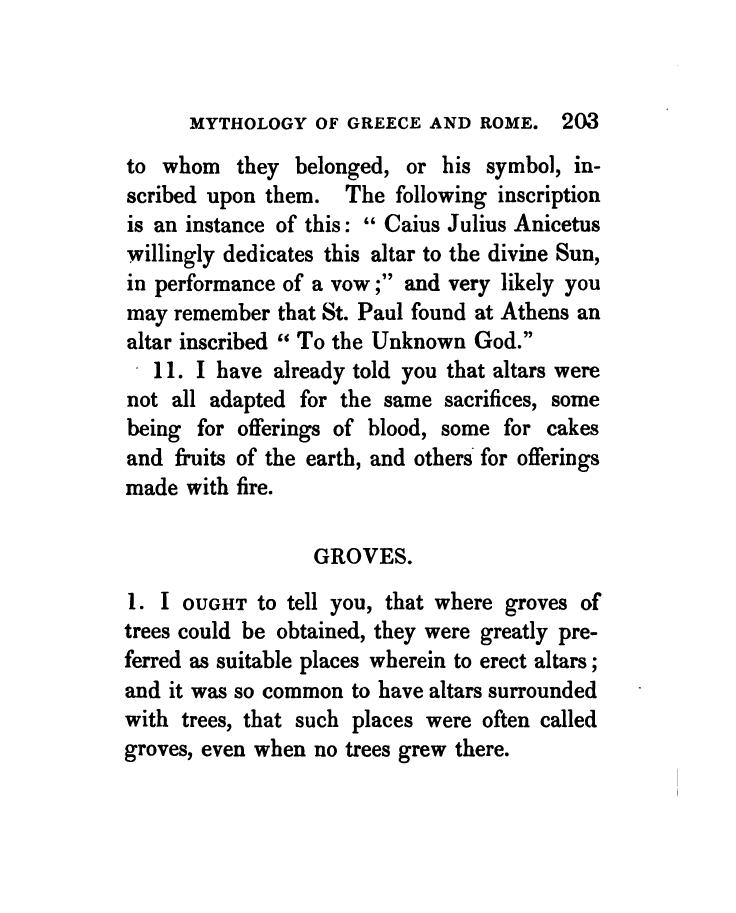 MYTHOLOGY OF GREECE AND ROME. 203
to whom they belonged, or his symbol, in-
scribed upon them. The following inscription
is an instance of this: “ Caius Julius Anicetus
willingly dedicates this altar to the divine Sun,
in performance of a vow;” and very likely you
may remember that St. Paul found at Athens an
altar inscribed “ To the Unknown God.”
11. I have already told you that altars were
not all adapted for the same sacrifices, some
being for offerings of blood, some for cakes
and fruits of the earth, and others for offerings
made with fire.
GROVES.
1. I OUGHT to tell you, that where groves of
trees could be obtained, they were greatly pre-
ferred as suitable places wherein to erect altars;
and it was so common to have altars surrounded
with trees, that such places were often called
groves, even when no trees grew there.